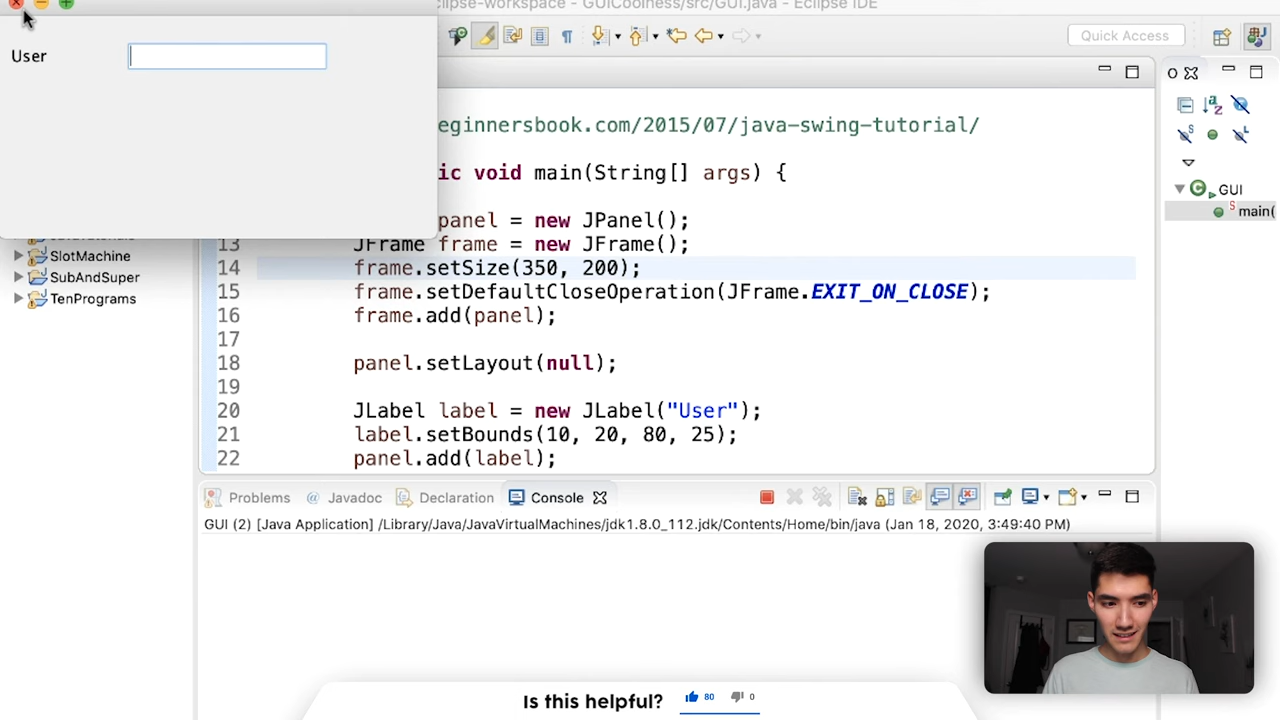 clipse-workspace - GUICoolness/src/GUI.java - Eclipse IDE
User
Quick Access
eginnersbook.com/2015/07/java-swing-tutorial/
ic void main(String[] args) {
panel = new JPanel();
13 JFrame frame = new JFrame();
14 frame.setSize(350, 200);
15 frame.setDefaultCloseOperation(JFrame.EXIT_ON_CLOSE);
16 frame.add(panel);
17
18 panel.setLayout(null);
19
20 JLabel label = new JLabel("User");
21 label.setBounds(10, 20, 80, 25);
22 panel.add(label);
SlotMachine
SubAndSuper
TenPrograms
O
GUI
main(
Problems @ Javadoc Declaration Console
GUI (2) [Java Application] /Library/Java/JavaVirtualMachines/jdk1.8.0_112.jdk/Contents/Home/bin/java (Jan 18, 2020, 3:49:40 PM)
Is this helpful? 80 0